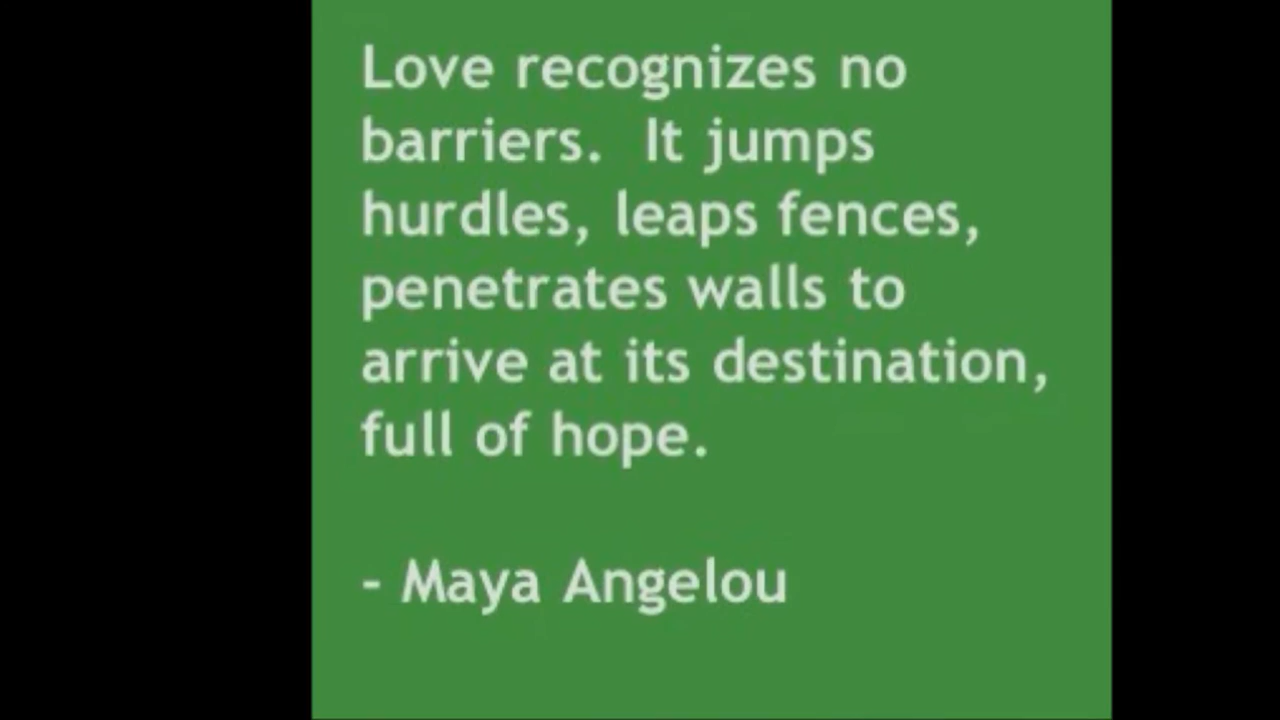 Love recognizes no
barriers.  It jumps
hurdles, leaps fences,
penetrates walls to
arrive at its destination,
full of hope.
- Maya Angelou